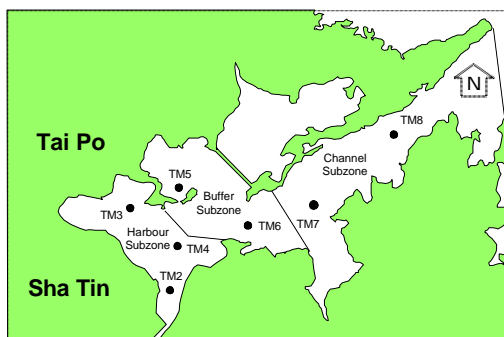 N
TM8
Tai Po
Channel
Subzone
TM5
Buffer
Subzone
TM3
TM7
TM6
Harbour
Subzone
TM4
Sha Tin
TM2